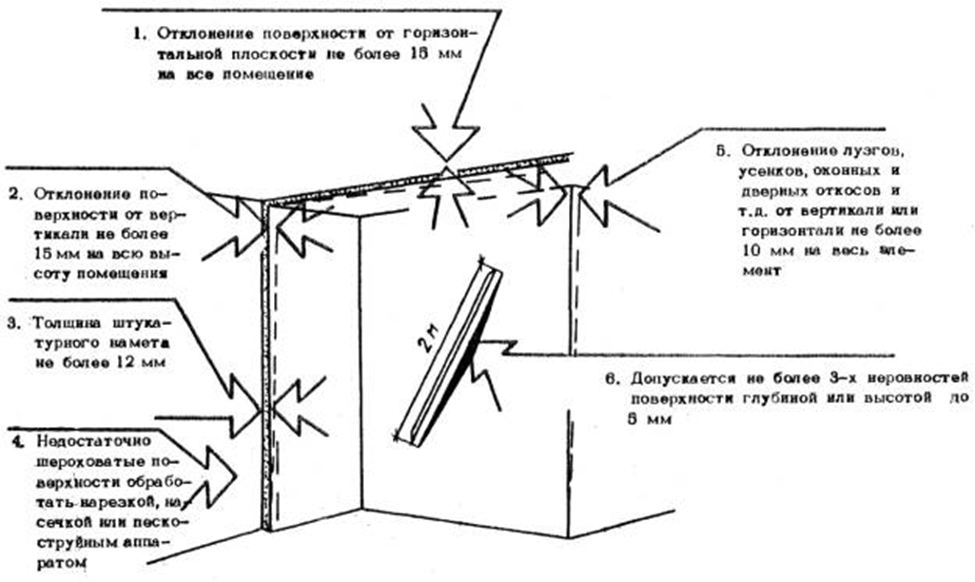 1. Отклонение поверхности от горизон-
тальной плоскости не более 15 мм
на все помещение
2. Отклонение по-
верхности от вер-
тикали не более
15 мм на всю вы-
соту помещения
3. Толщина штука-
турного намета
не более 12 мм
4. Недостаточно
шероховатые по-
верхности обрабо-
тать нарезкой, на-
сечкой или песко-
струйным аппа-
ратом
5. Отклонение лузгов,
усенков, оконных и
дверных откосов и
т.д. от вертикали или
горизонтали не более
10 мм на весь эле-
мент
2 м
6. Допускается не более 3-х неровностей
поверхности глубиной или высотой до
5 мм